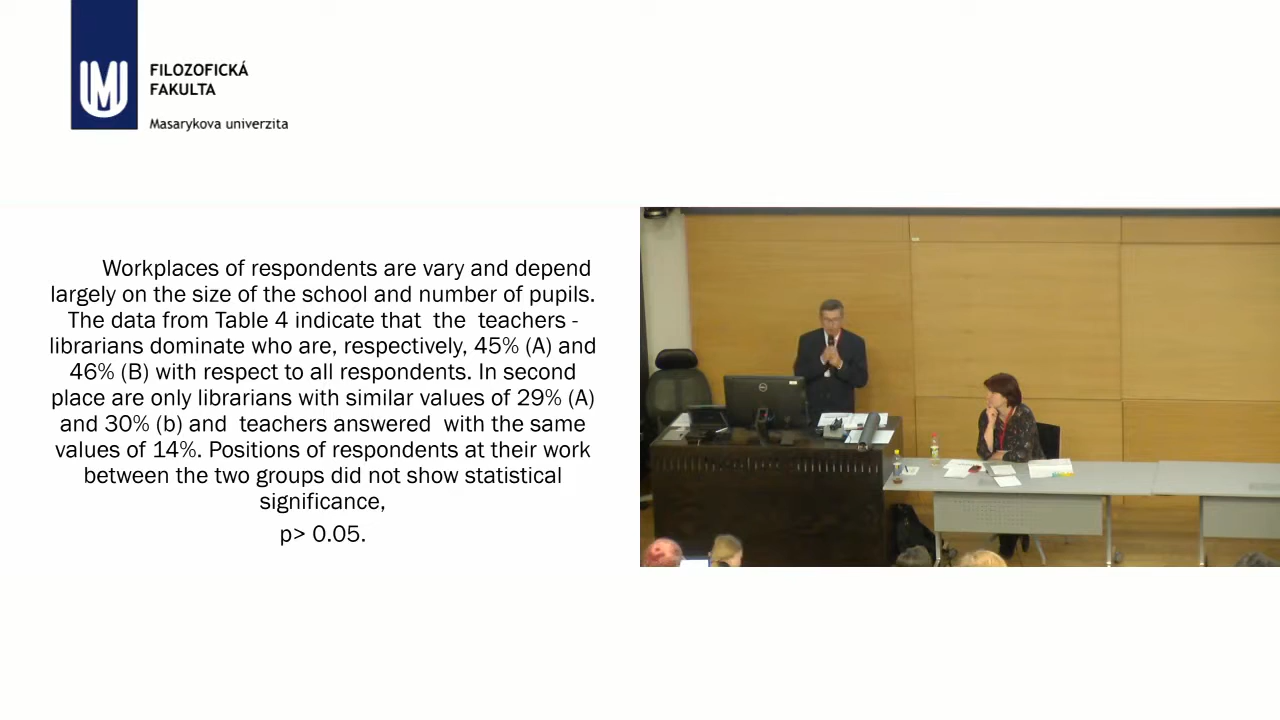 FILOZOFICKÁ
FAKULTA
Masarykova univerzita
Workplaces of respondents are vary and depend
largely on the size of the school and number of pupils.
The data from Table 4 indicate that the teachers -
librarians dominate who are, respectively, 45% (A) and
46% (B) with respect to all respondents. In second
place are only librarians with similar values of 29% (A)
and 30% (b) and teachers answered with the same
values of 14%. Positions of respondents at their work
between the two groups did not show statistical
significance,
p> 0.05.